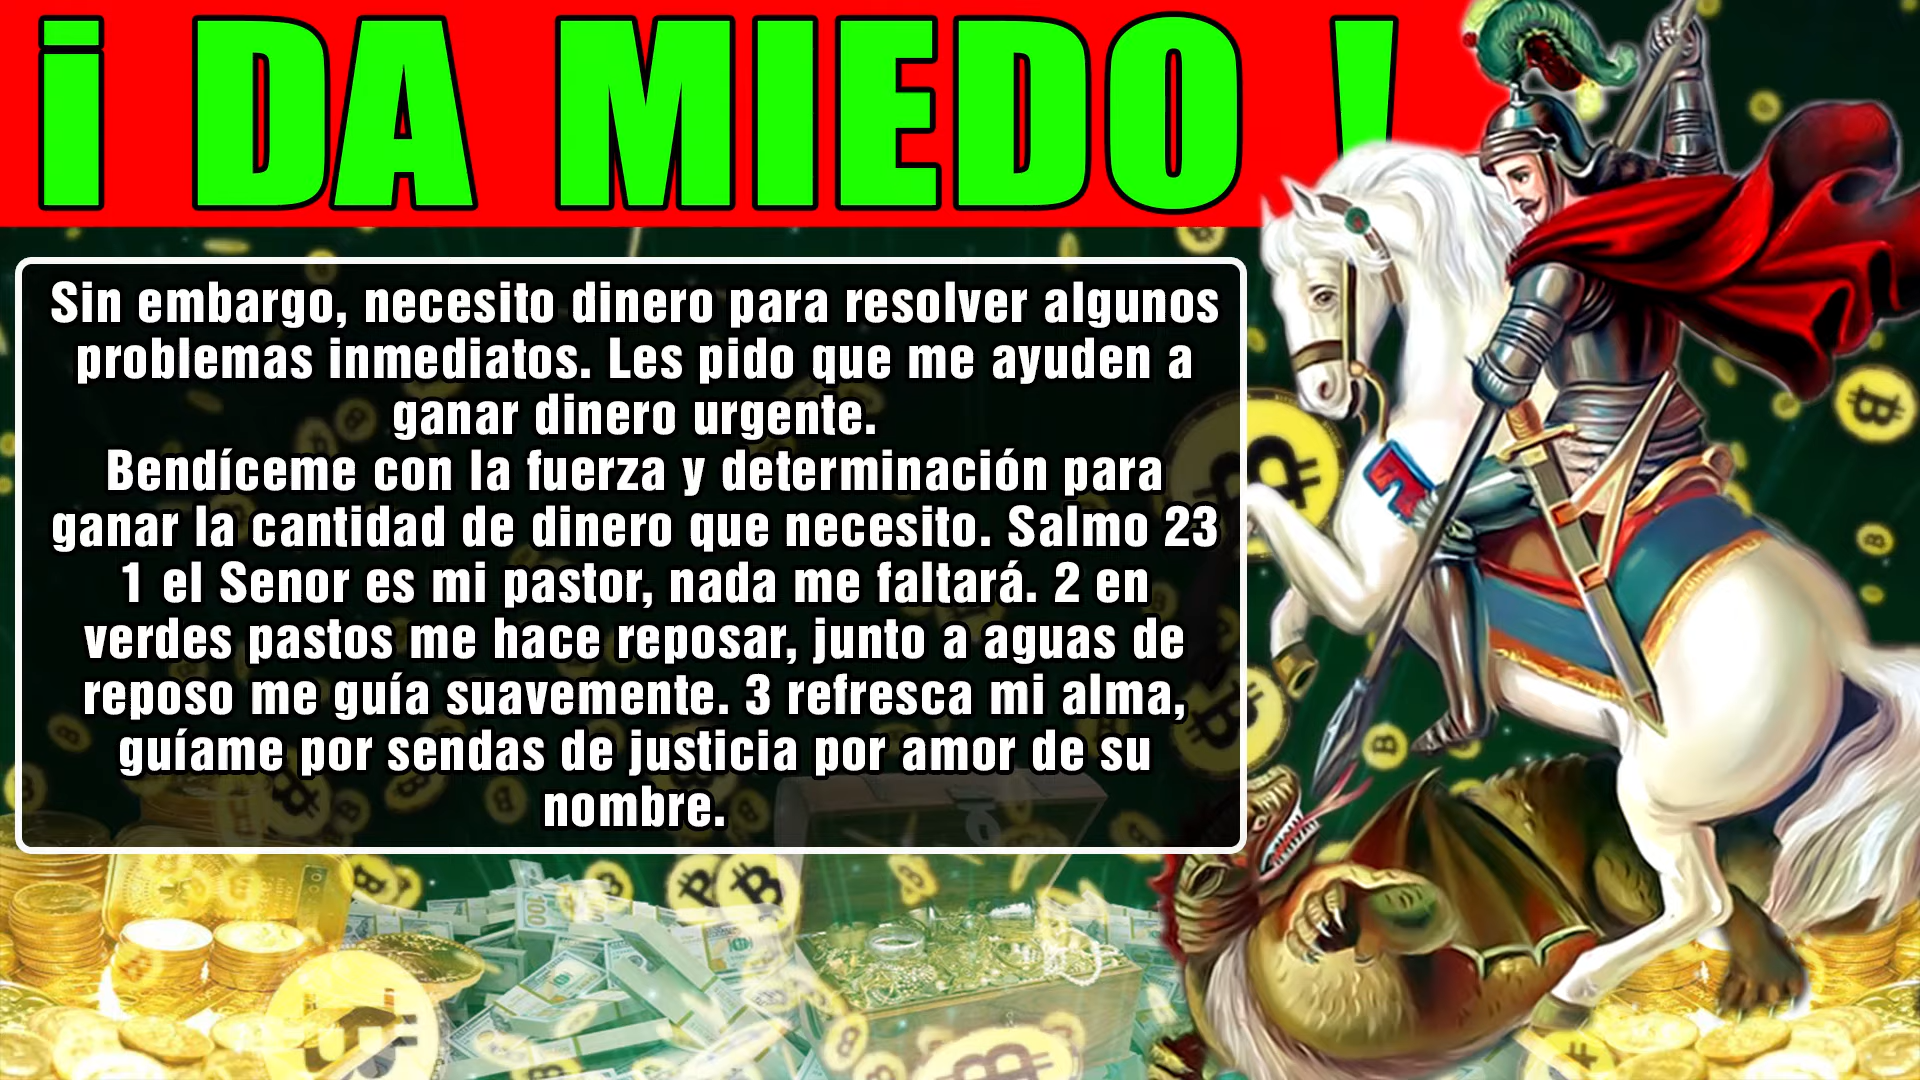 ¡ DA MIEDO !
Sin embargo, necesito dinero para resolver algunos
problemas inmediatos. Les pido que me ayuden a
ganar dinero urgente.
Bendíceme con la fuerza y determinación para
ganar la cantidad de dinero que necesito. Salmo 23
1 el Senor es mi pastor, nada me faltará. 2 en
verdes pastos me hace reposar, junto a aguas de
reposo me guía suavemente. 3 refresca mi alma,
guíame por sendas de justicia por amor de su
nombre.